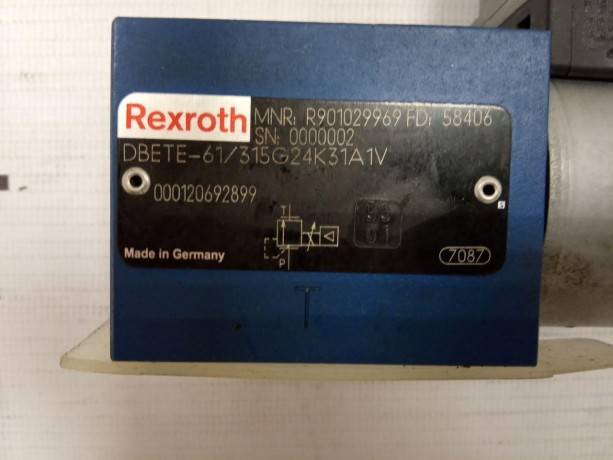 Rexroth MNR: R901029969 FD: 58406
SN: 0000002
DBETE-61/315G24K31A1V
000120692899
T
P
Made in Germany
7087
T